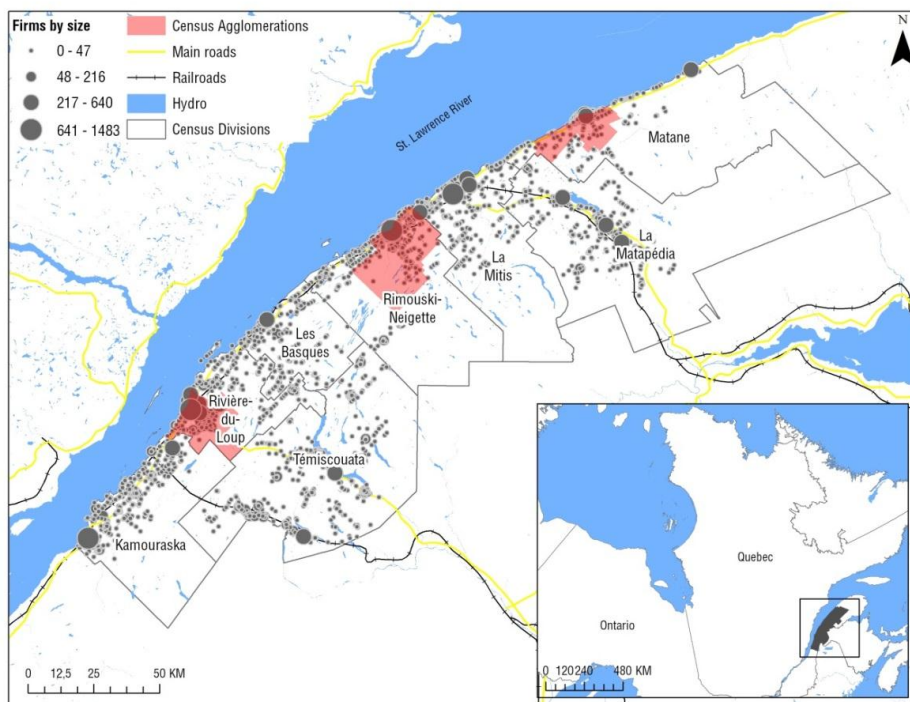 Firms by size
0 - 47
48 - 216
217 - 640
641 - 1483
Census Agglomerations
Main roads
Railroads
Hydro
Census Divisions
N
St. Lawrence River
Matane
La
Matapédia
La
Mitis
Rimouski-
Neigette
Les
Basques
Rivière-
du-
Loup
Témiscouata
Kamouraska
0 12,5 25 50 KM
Quebec
Ontario
0 120240 480 KM